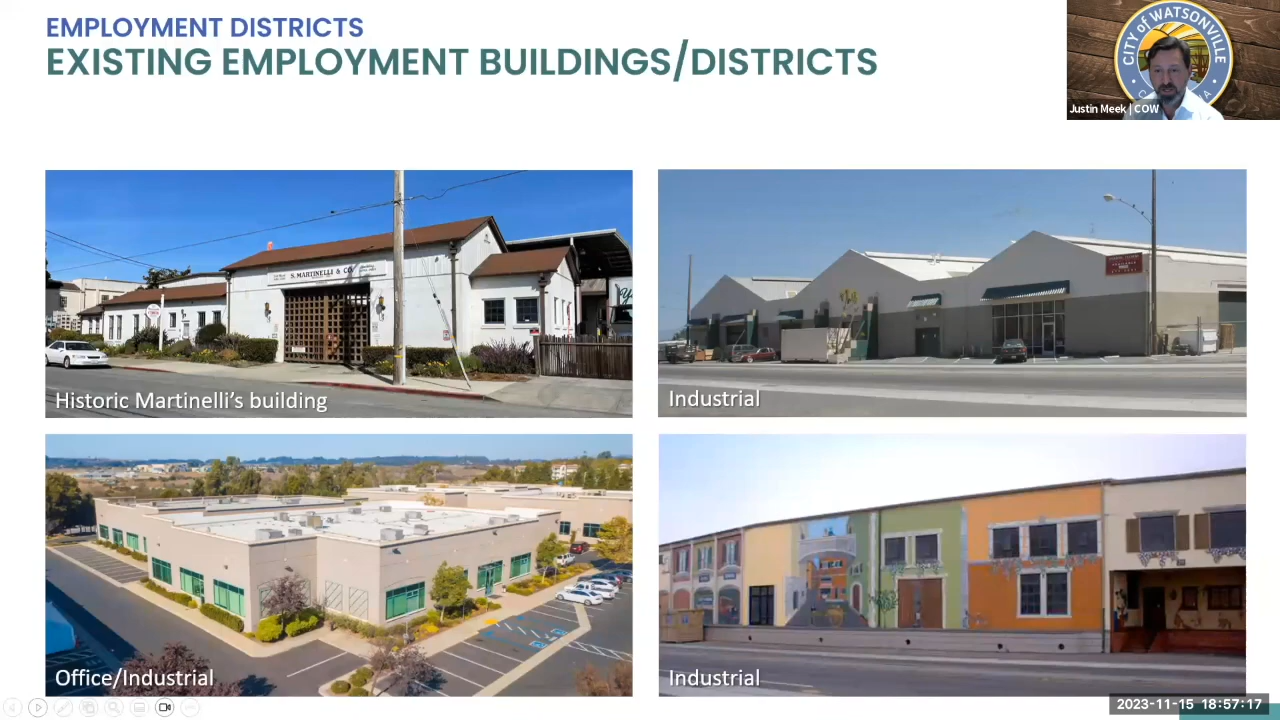 EMPLOYMENT DISTRICTS
EXISTING EMPLOYMENT BUILDINGS/DISTRICTS
CITY of WATSONVILLE
Justin Meek | COW
S. MARTINELLI & CO.
Historic Martinelli's building
Industrial
Office/Industrial
Industrial
2023-11-15 18:57:17